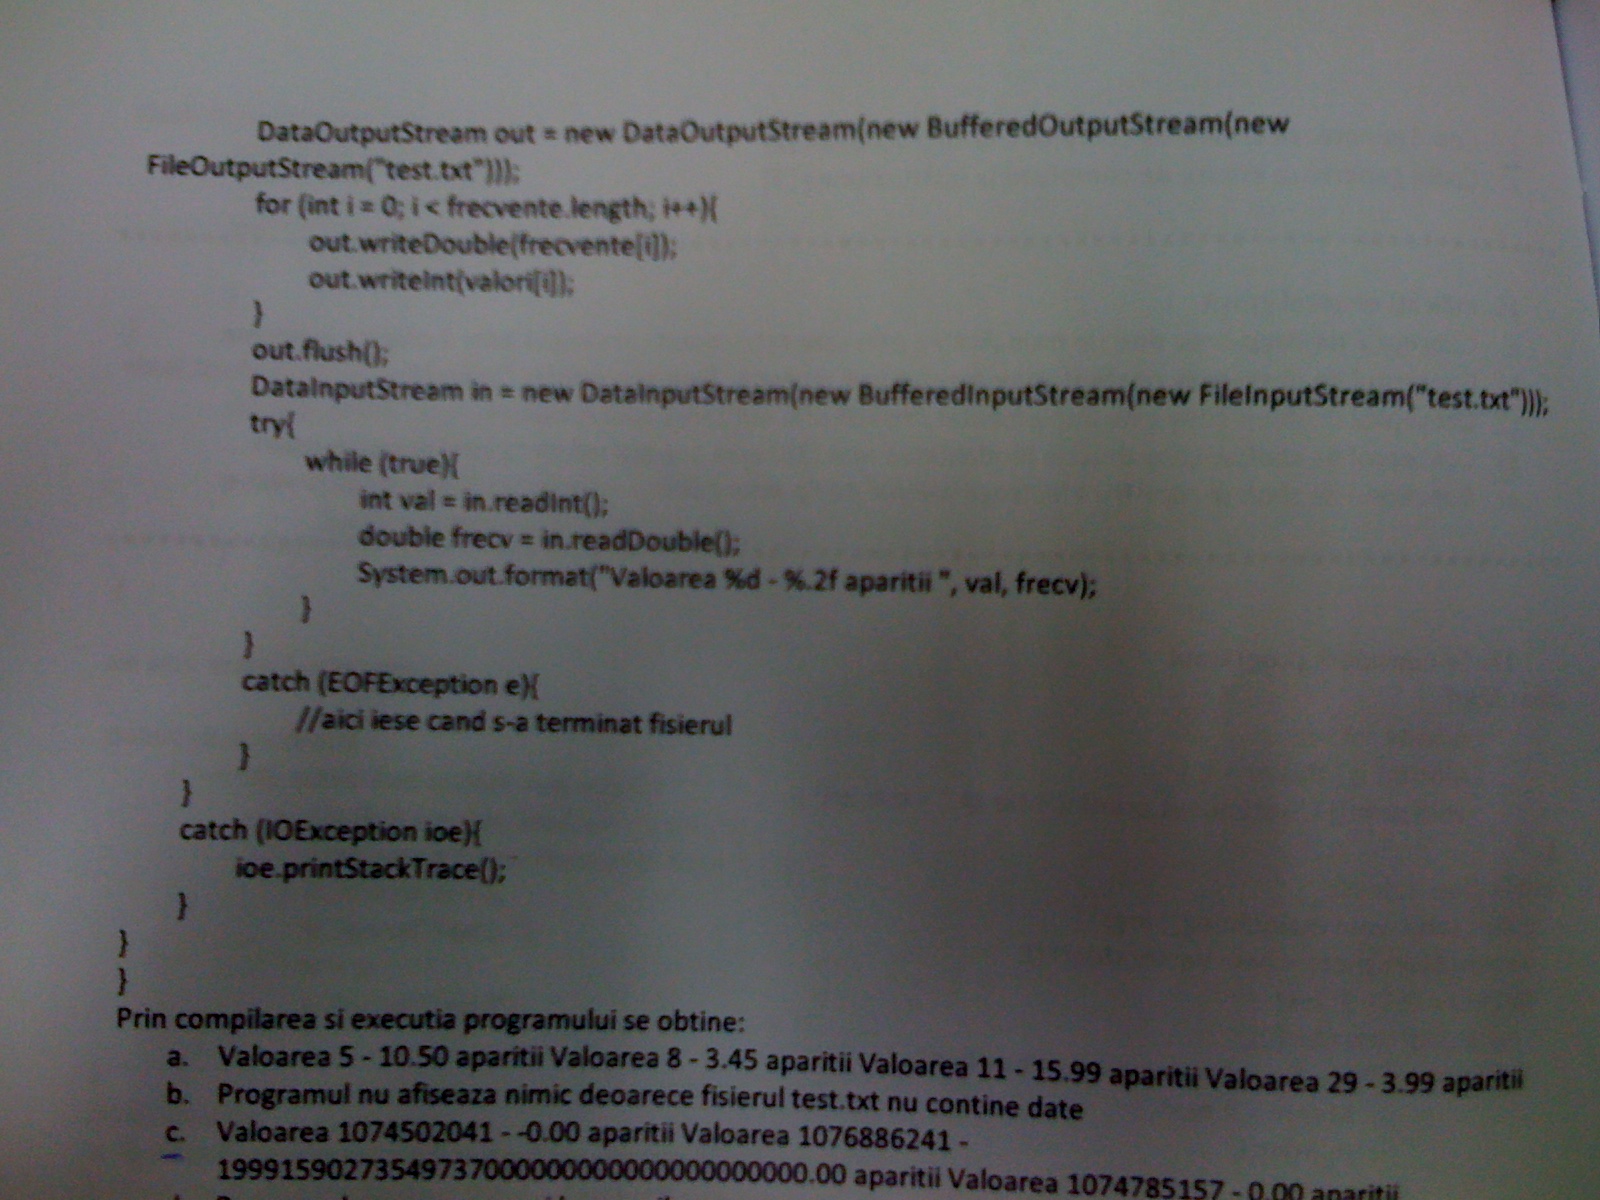 DataOutputStream out = new DataOutputStream(new BufferedOutputStream(new
FileOutputStream("test.txt")));
for (int i = 0; i < frecvente.length; i++){
out.writeDouble(frecvente[i]);
out.writeInt(valori[i]);
}
out.flush();
DataInputStream in = new DataInputStream(new BufferedInputStream(new FileInputStream("test.txt")));
try{
while (true){
int val = in.readInt();
double frecv = in.readDouble();
System.out.format("Valoarea %d - %.2f aparitii ", val, frecv);
}
}
catch (EOFException e){
//aici iese cand s-a terminat fisierul
}
}
catch (IOException ioe){
ioe.printStackTrace();
}
}
}
Prin compilarea si executia programului se obtine:
a. Valoarea 5 - 10.50 aparitii Valoarea 8 - 3.45 aparitii Valoarea 11 - 15.99 aparitii Valoarea 29 - 3.99 aparitii
b. Programul nu afiseaza nimic deoarece fisierul test.txt nu contine date
c. Valoarea 1074502041 - -0.00 aparitii Valoarea 1076886241 -
aparitii Valoarea 1074785157 - 0.00 aparitii